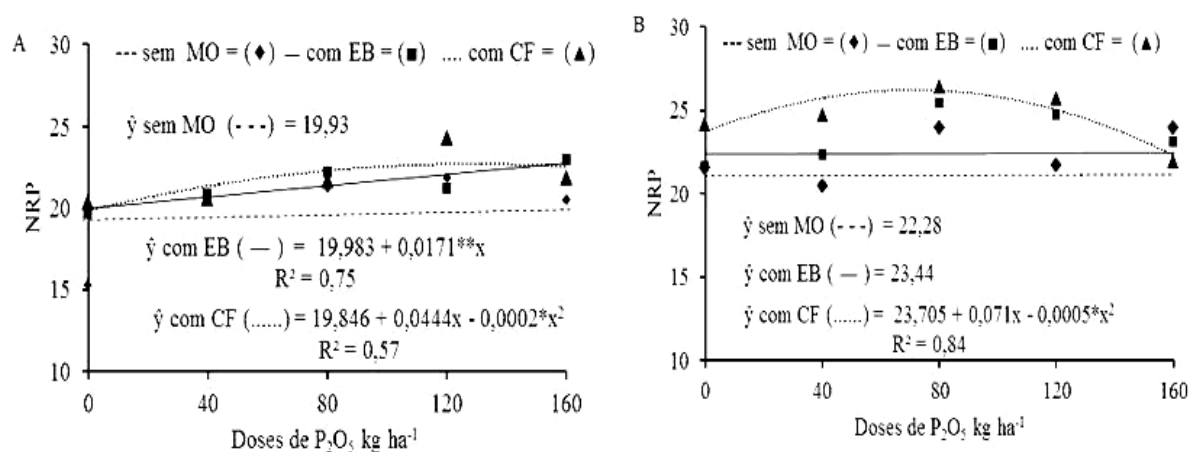 A
30
--- sem MO = (♦) — com EB = (■) .... com CF = (▲)
ŷ sem MO (- - -) = 19,93
25
20
NRP
ŷ com EB ( — ) = 19,983 + 0,0171**x
R² = 0,75
15
ŷ com CF (......) = 19,846 + 0,0444x - 0,0002*x²
R² = 0,57
10
0 40 80 120 160
Doses de P₂O₅ kg ha⁻¹
B
30
--- sem MO = (♦) — com EB = (■) .... com CF = (▲)
25
20
NRP
ŷ sem MO (- - -) = 22,28
15
ŷ com EB ( — ) = 23,44
ŷ com CF (......) = 23,705 + 0,071x - 0,0005*x²
R² = 0,84
10
0 40 80 120 160
Doses de P₂O₅ kg ha⁻¹